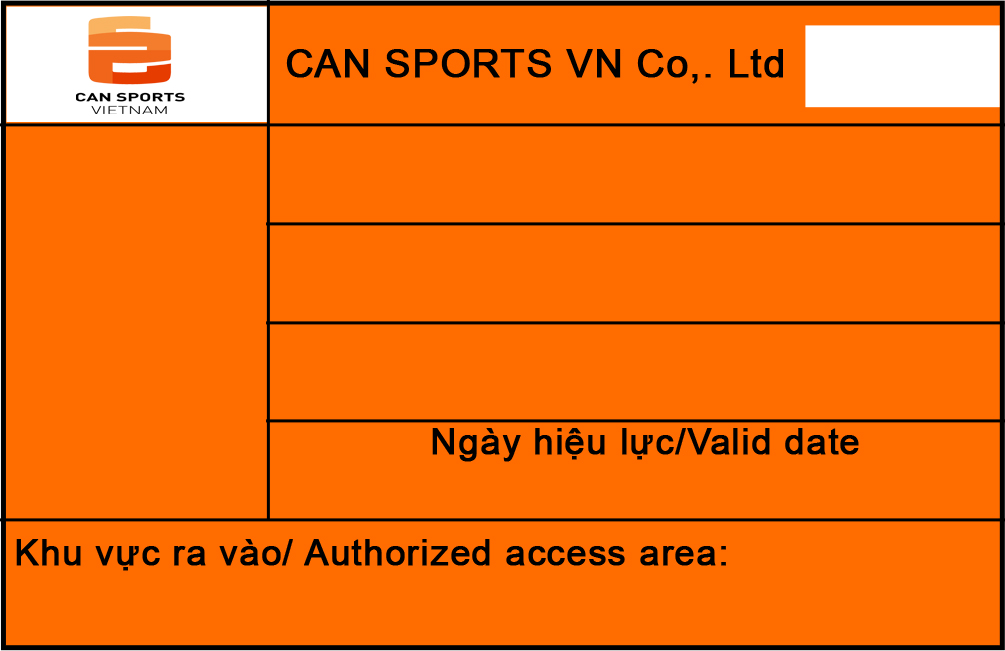 CAN SPORTS
VIETNAM
CAN SPORTS VN Co,. Ltd
Ngày hiệu lực/Valid date
Khu vực ra vào/ Authorized access area: